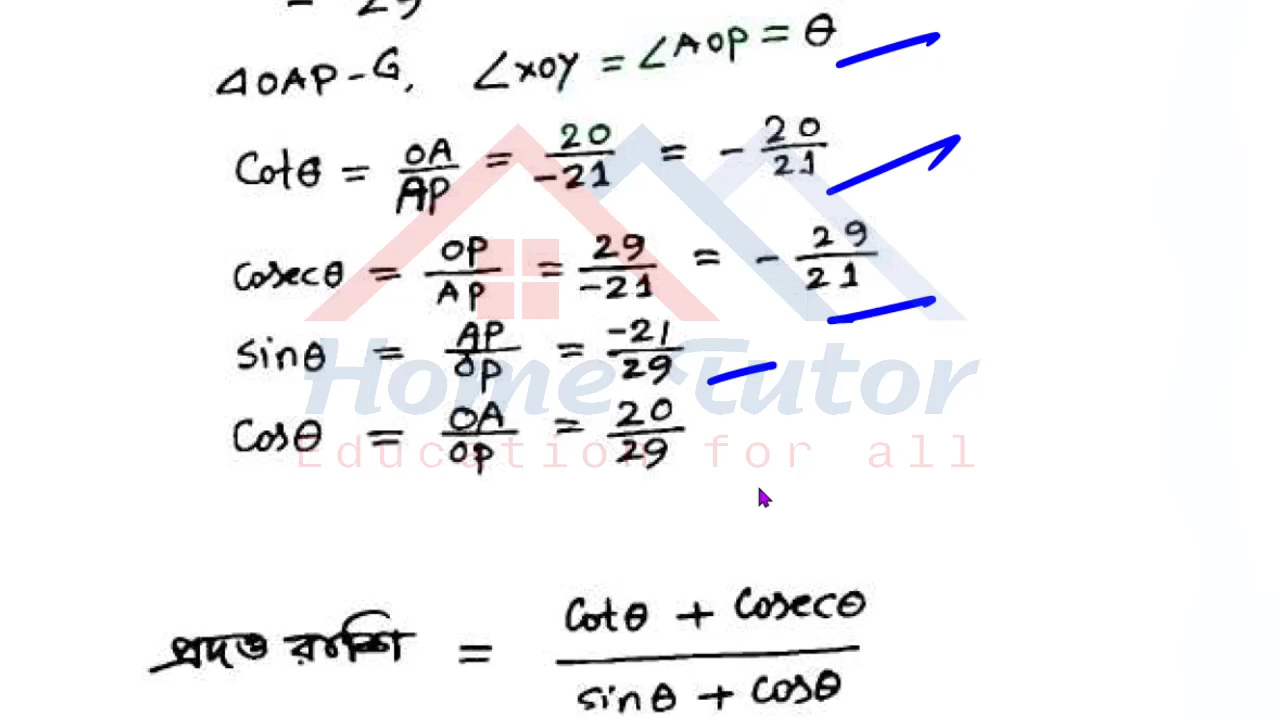 = 29
ΔOAP-এ, ∠XOY = ∠AOP = θ
Cotθ = OA/AP = 20/-21 = - 20/21
Cosecθ = OP/AP = 29/-21 = - 29/21
sinθ = AP/OP = -21/29
Cosθ = OA/OP = 20/29
Home Tutor
Education for all
প্রদত্ত রাশি = (Cotθ + Cosecθ)/(sinθ + Cosθ)